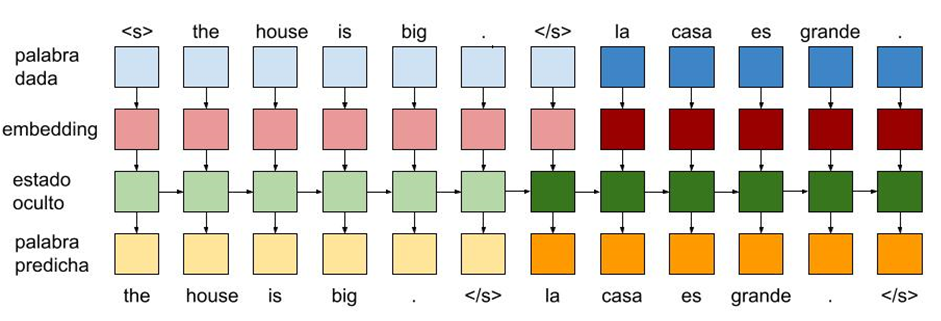 <s> the house is big . </s> la casa es grande .
palabra
dada
embedding
estado
oculto
palabra
predicha
the house is big . </s> la casa es grande . </s>